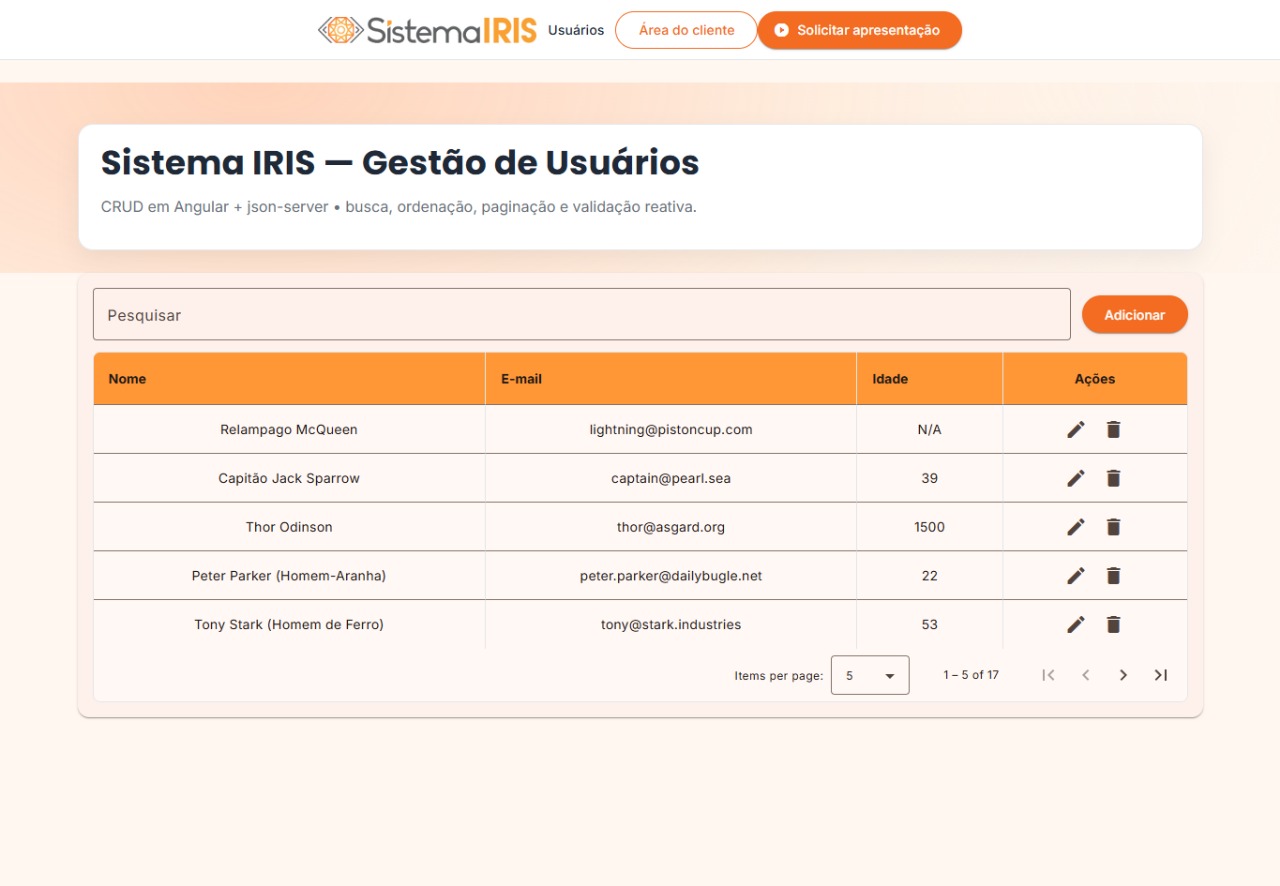 SistemaIRIS Usuários Área do cliente Solicitar apresentação
Sistema IRIS — Gestão de Usuários
CRUD em Angular + json-server • busca, ordenação, paginação e validação reativa.
Pesquisar Adicionar
Nome E-mail Idade Ações
Relampago McQueen lightning@pistoncup.com N/A
Capitão Jack Sparrow captain@pearl.sea 39
Thor Odinson thor@asgard.org 1500
Peter Parker (Homem-Aranha) peter.parker@dailybugle.net 22
Tony Stark (Homem de Ferro) tony@stark.industries 53
Items per page: 5 1 – 5 of 17